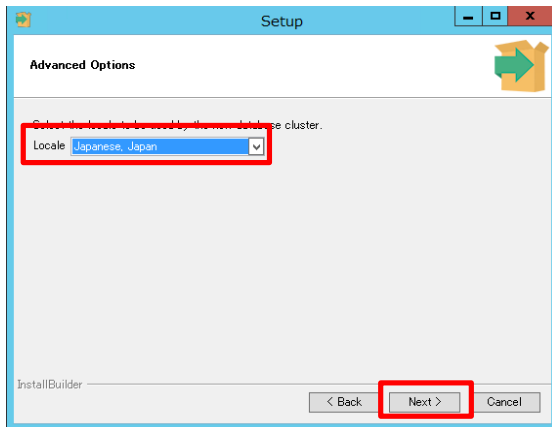 Setup
Advanced Options
Select the locale to be used by the new database cluster.
Locale Japanese, Japan
InstallBuilder
< Back Next > Cancel